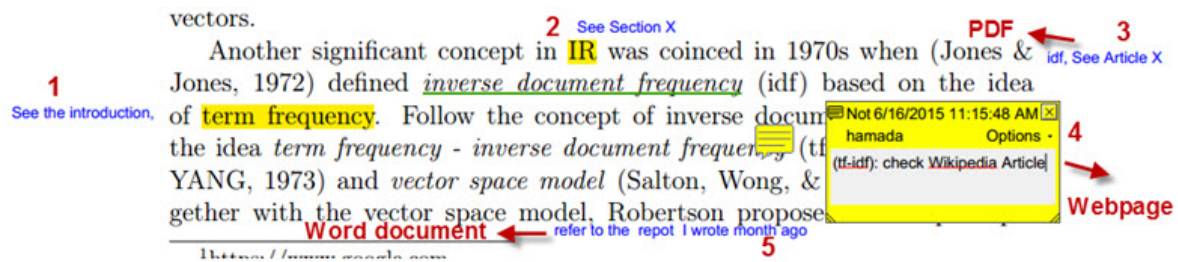 vectors.
2 See Section X
PDF 3
Another significant concept in IR was coinced in 1970s when (Jones &
idf, See Article X
1
Jones, 1972) defined inverse document frequency (idf) based on the idea
See the introduction,
of term frequency. Follow the concept of inverse docum
Not 6/16/2015 11:15:48 AM
hamada Options
4
the idea term frequency - inverse document frequen (tf
(tf-idf): check Wikipedia Article
YANG, 1973) and vector space model (Salton, Wong, &
Webpage
gether with the vector space model, Robertson propose
Word document refer to the repot I wrote month ago
5